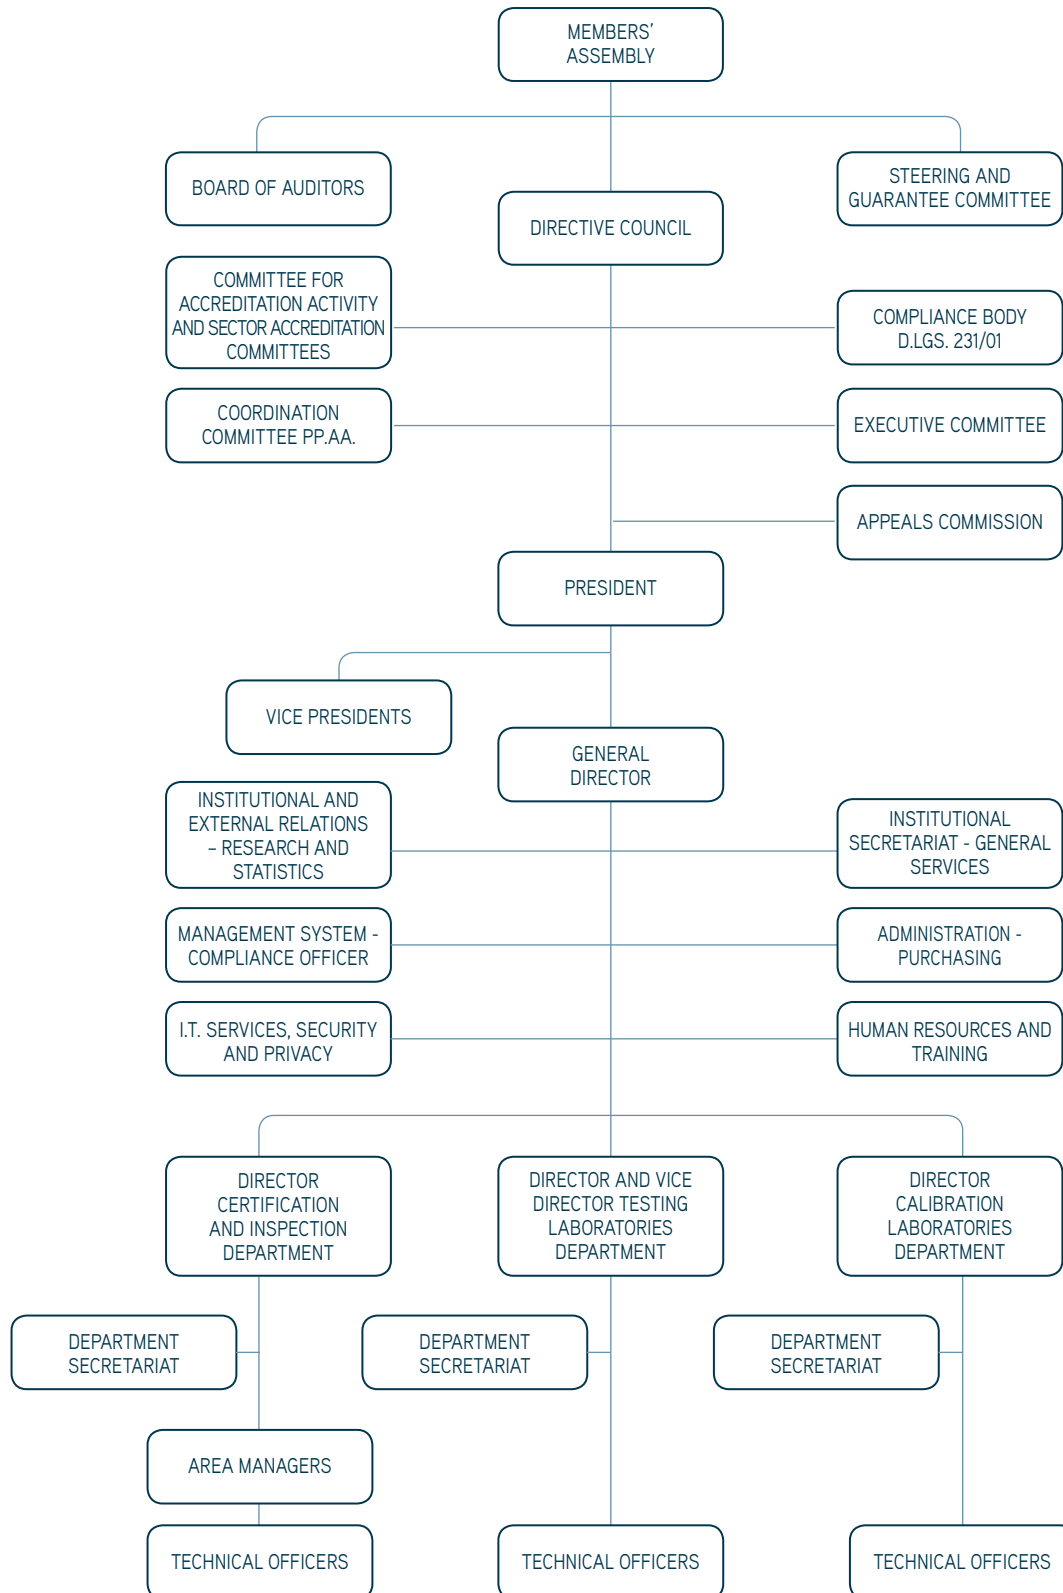 MEMBERS'
ASSEMBLY
BOARD OF AUDITORS
STEERING AND
GUARANTEE COMMITTEE
DIRECTIVE COUNCIL
COMMITTEE FOR
ACCREDITATION ACTIVITY
AND SECTOR ACCREDITATION
COMMITTEES
COMPLIANCE BODY
D.LGS. 231/01
COORDINATION
COMMITTEE PP.AA.
EXECUTIVE COMMITTEE
APPEALS COMMISSION
PRESIDENT
VICE PRESIDENTS
GENERAL
DIRECTOR
INSTITUTIONAL AND
EXTERNAL RELATIONS
– RESEARCH AND
STATISTICS
INSTITUTIONAL
SECRETARIAT - GENERAL
SERVICES
MANAGEMENT SYSTEM -
COMPLIANCE OFFICER
ADMINISTRATION -
PURCHASING
I.T. SERVICES, SECURITY
AND PRIVACY
HUMAN RESOURCES AND
TRAINING
DIRECTOR
CERTIFICATION
AND INSPECTION
DEPARTMENT
DIRECTOR AND VICE
DIRECTOR TESTING
LABORATORIES
DEPARTMENT
DIRECTOR
CALIBRATION
LABORATORIES
DEPARTMENT
DEPARTMENT
SECRETARIAT
DEPARTMENT
SECRETARIAT
DEPARTMENT
SECRETARIAT
AREA MANAGERS
TECHNICAL OFFICERS
TECHNICAL OFFICERS
TECHNICAL OFFICERS